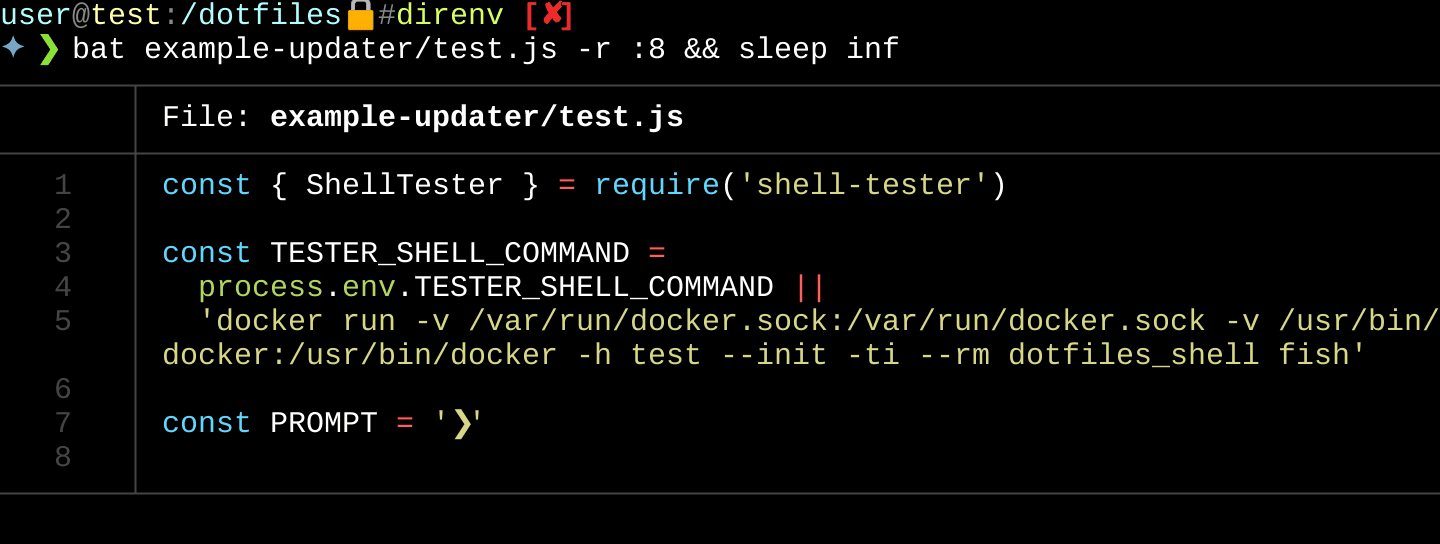 user@test:/dotfiles🔒#direnv [✘]
✦ ❯ bat example-updater/test.js -r :8 && sleep inf
File: example-updater/test.js
1 const { ShellTester } = require('shell-tester')
2
3 const TESTER_SHELL_COMMAND =
4 process.env.TESTER_SHELL_COMMAND ||
5 'docker run -v /var/run/docker.sock:/var/run/docker.sock -v /usr/bin/
docker:/usr/bin/docker -h test --init -ti --rm dotfiles_shell fish'
6
7 const PROMPT = '❯'
8